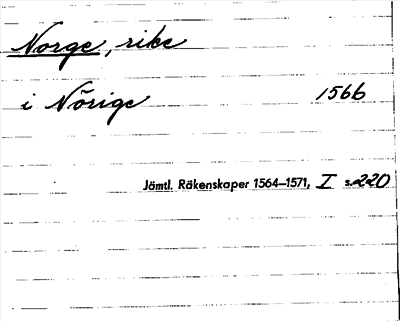 Norge, rike
i Nörige 1566
Jämtl. Räkenskaper 1564–1571, I s.220